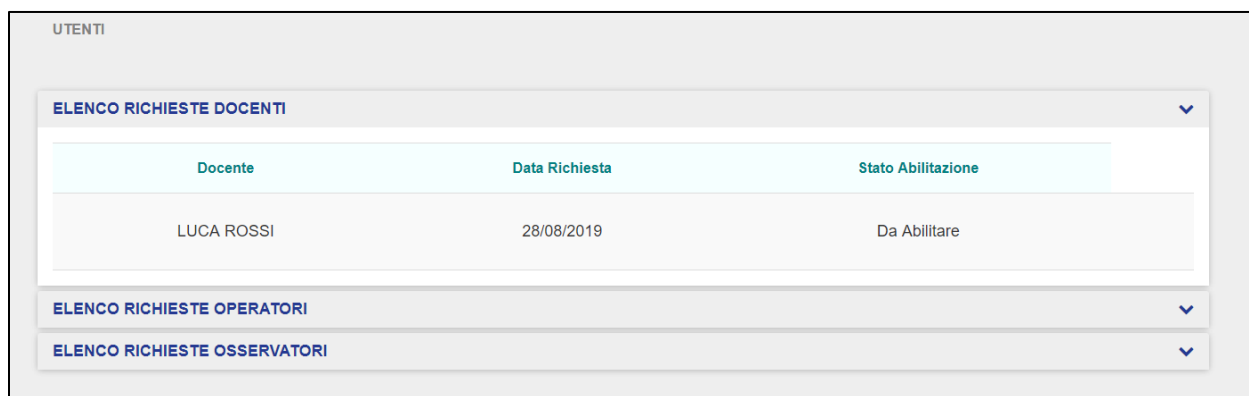 UTENTI
ELENCO RICHIESTE DOCENTI
Docente Data Richiesta Stato Abilitazione
LUCA ROSSI 28/08/2019 Da Abilitare
ELENCO RICHIESTE OPERATORI
ELENCO RICHIESTE OSSERVATORI